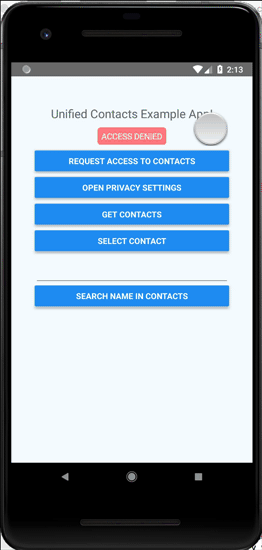 2:13
Unified Contacts Example App!
ACCESS DENIED
REQUEST ACCESS TO CONTACTS
OPEN PRIVACY SETTINGS
GET CONTACTS
SELECT CONTACT
SEARCH NAME IN CONTACTS